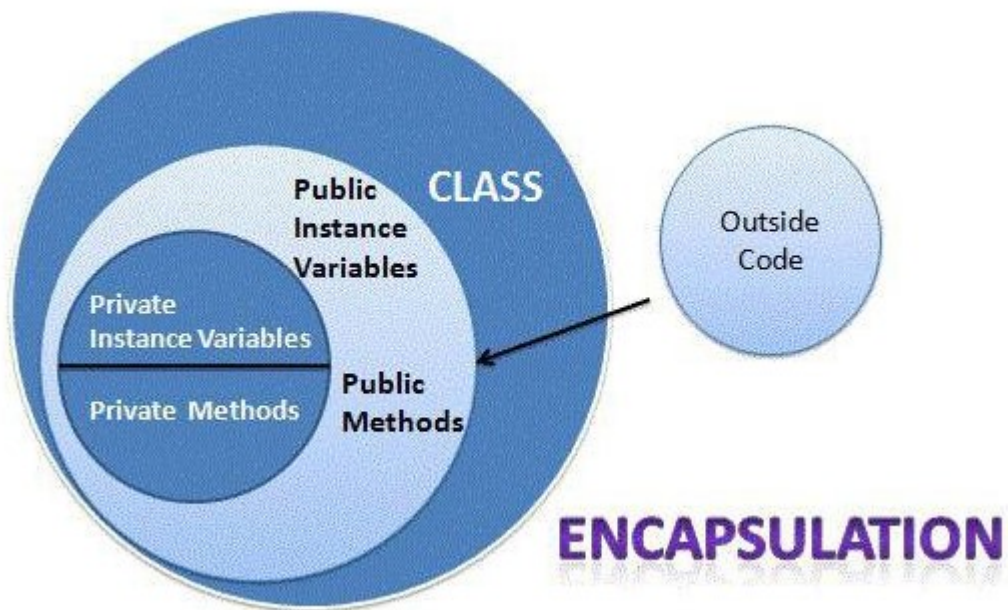 CLASS
Public
Instance
Variables
Private
Instance Variables
Private Methods
Public
Methods
Outside
Code
ENCAPSULATION